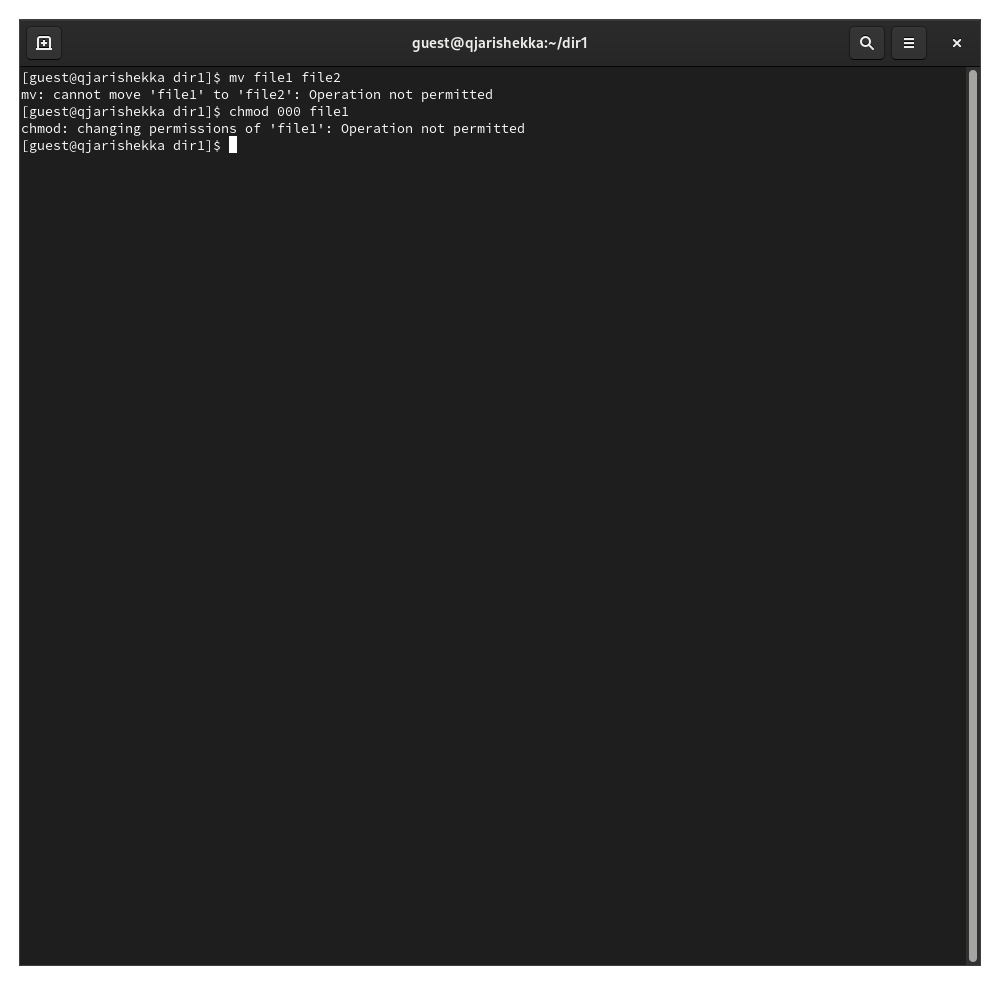 guest@qjarishekka:~/dir1
[guest@qjarishekka dir1]$ mv file1 file2
mv: cannot move 'file1' to 'file2': Operation not permitted
[guest@qjarishekka dir1]$ chmod 000 file1
chmod: changing permissions of 'file1': Operation not permitted
[guest@qjarishekka dir1]$